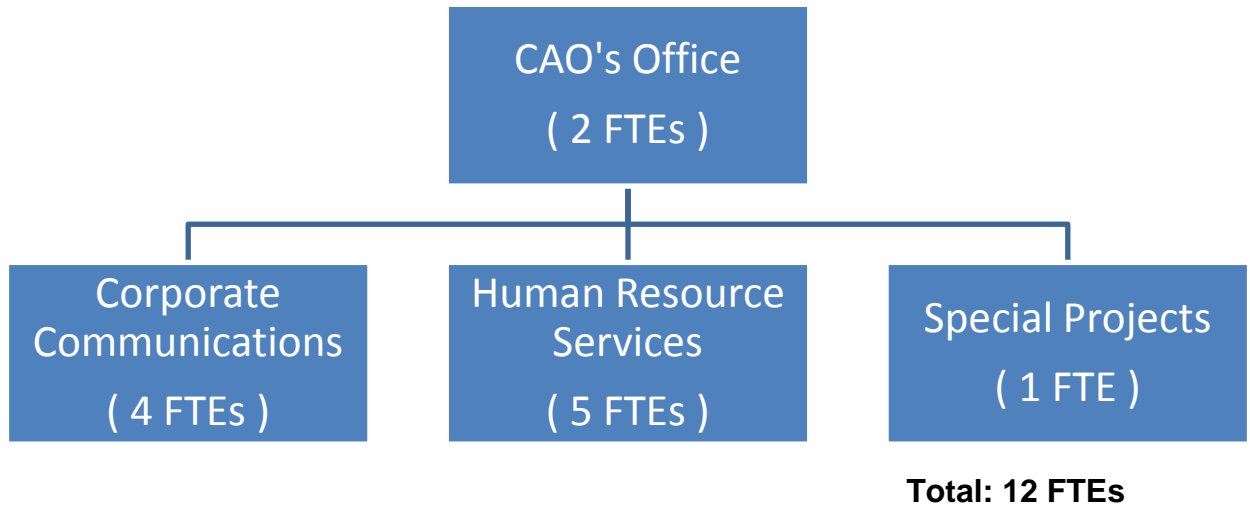 CAO's Office
( 2 FTEs )
Corporate
Communications
( 4 FTEs )
Human Resource
Services
( 5 FTEs )
Special Projects
( 1 FTE )
Total: 12 FTEs